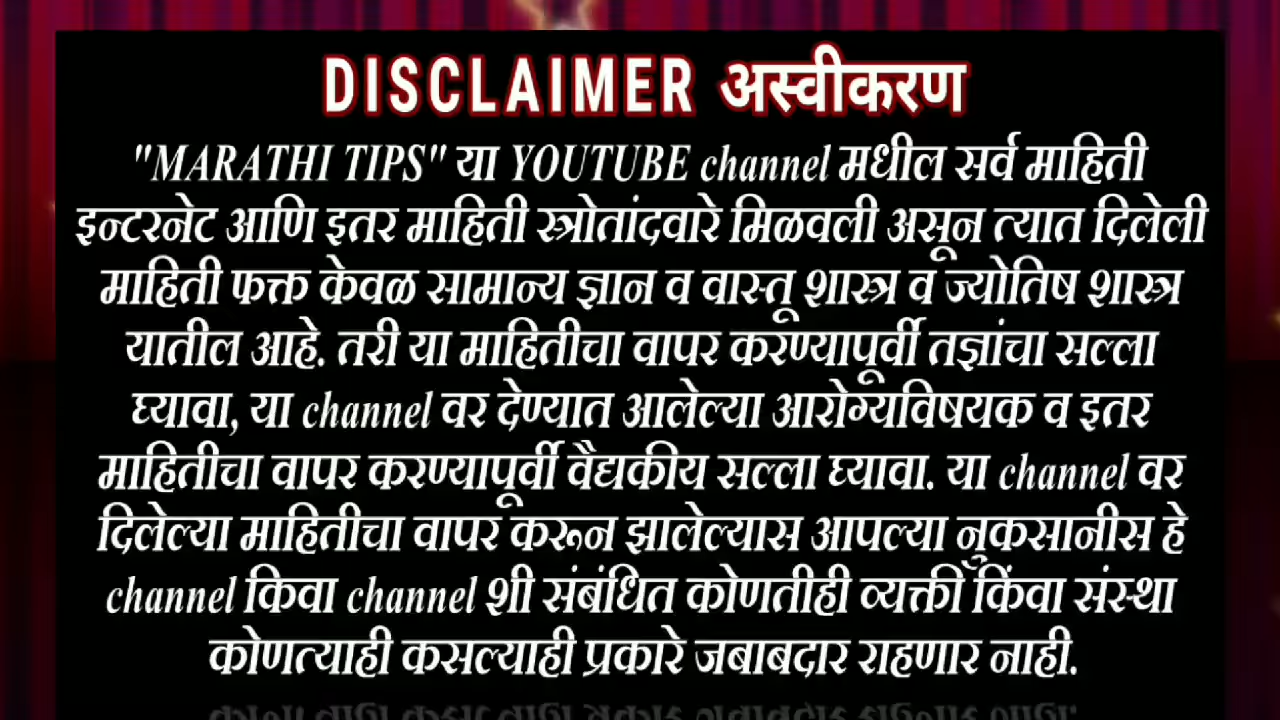 DISCLAIMER अस्वीकरण
"MARATHI TIPS" या YOUTUBE channel मधील सर्व माहिती
इन्टरनेट आणि इतर माहिती स्त्रोतांदवारे मिळवली असून त्यात दिलेली
माहिती फक्त केवळ सामान्य ज्ञान व वास्तू शास्त्र व ज्योतिष शास्त्र
यातील आहे. तरी या माहितीचा वापर करण्यापूर्वी तज्ञांचा सल्ला
घ्यावा, या channel वर देण्यात आलेल्या आरोग्यविषयक व इतर
माहितीचा वापर करण्यापूर्वी वैद्यकीय सल्ला घ्यावा. या channel वर
दिलेल्या माहितीचा वापर करून झालेल्यास आपल्या नुकसानीस हे
channel किवा channel शी संबंधित कोणतीही व्यक्ती किंवा संस्था
कोणत्याही कसल्याही प्रकारे जबाबदार राहणार नाही.